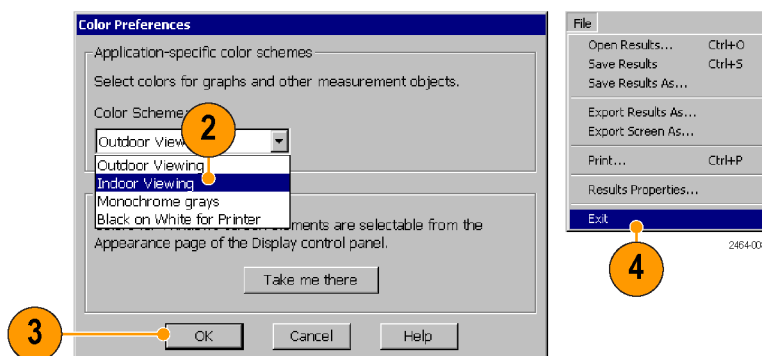 Color Preferences
Application-specific color schemes
Select colors for graphs and other measurement objects.
Color Scheme
2
Outdoor
Outdoor Viewing
Indoor Viewing
Monochrome grays
Black on White for Printer
elements are selectable from the
Appearance page of the Display control panel.
Take me there
3
OK
Cancel
Help
File
Open Results... Ctrl+O
Save Results Ctrl+S
Save Results As...
Export Results As...
Export Screen As...
Print... Ctrl+P
Results Properties...
Exit
4